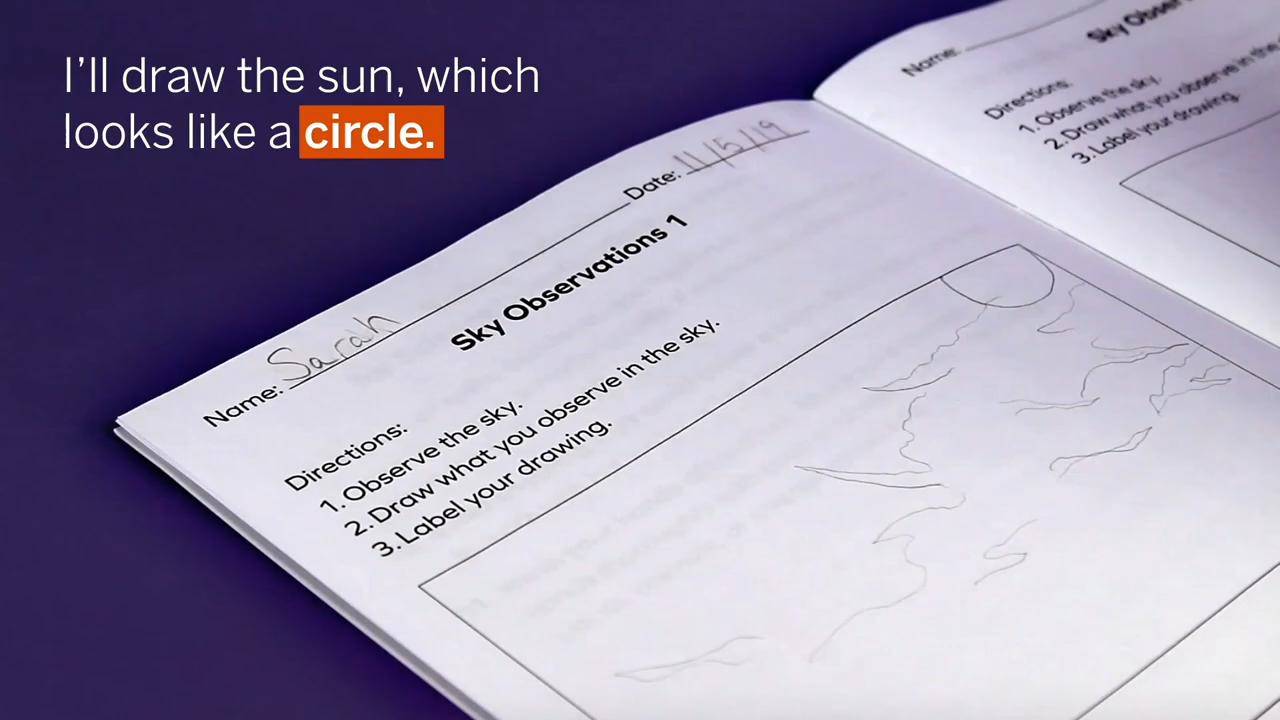 I'll draw the sun, which
looks like a circle.
Name: Sarah Date: 11/5/19
Sky Observations 1
Directions:
1. Observe the sky.
2. Draw what you observe in the sky.
3. Label your drawing.
Name:
Sky Obser
Directions:
1. Observe the sky.
2. Draw what you observe in the
3. Label your drawing.